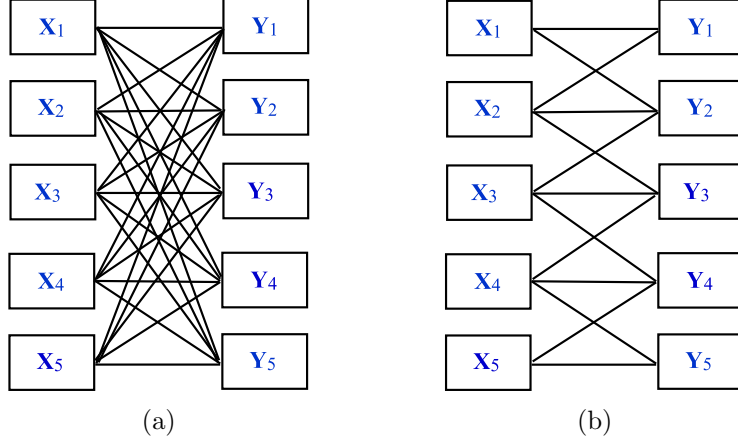 X1 Y1 X1 Y1
X2 Y2 X2 Y2
X3 Y3 X3 Y3
X4 Y4 X4 Y4
X5 Y5 X5 Y5
(a) (b)